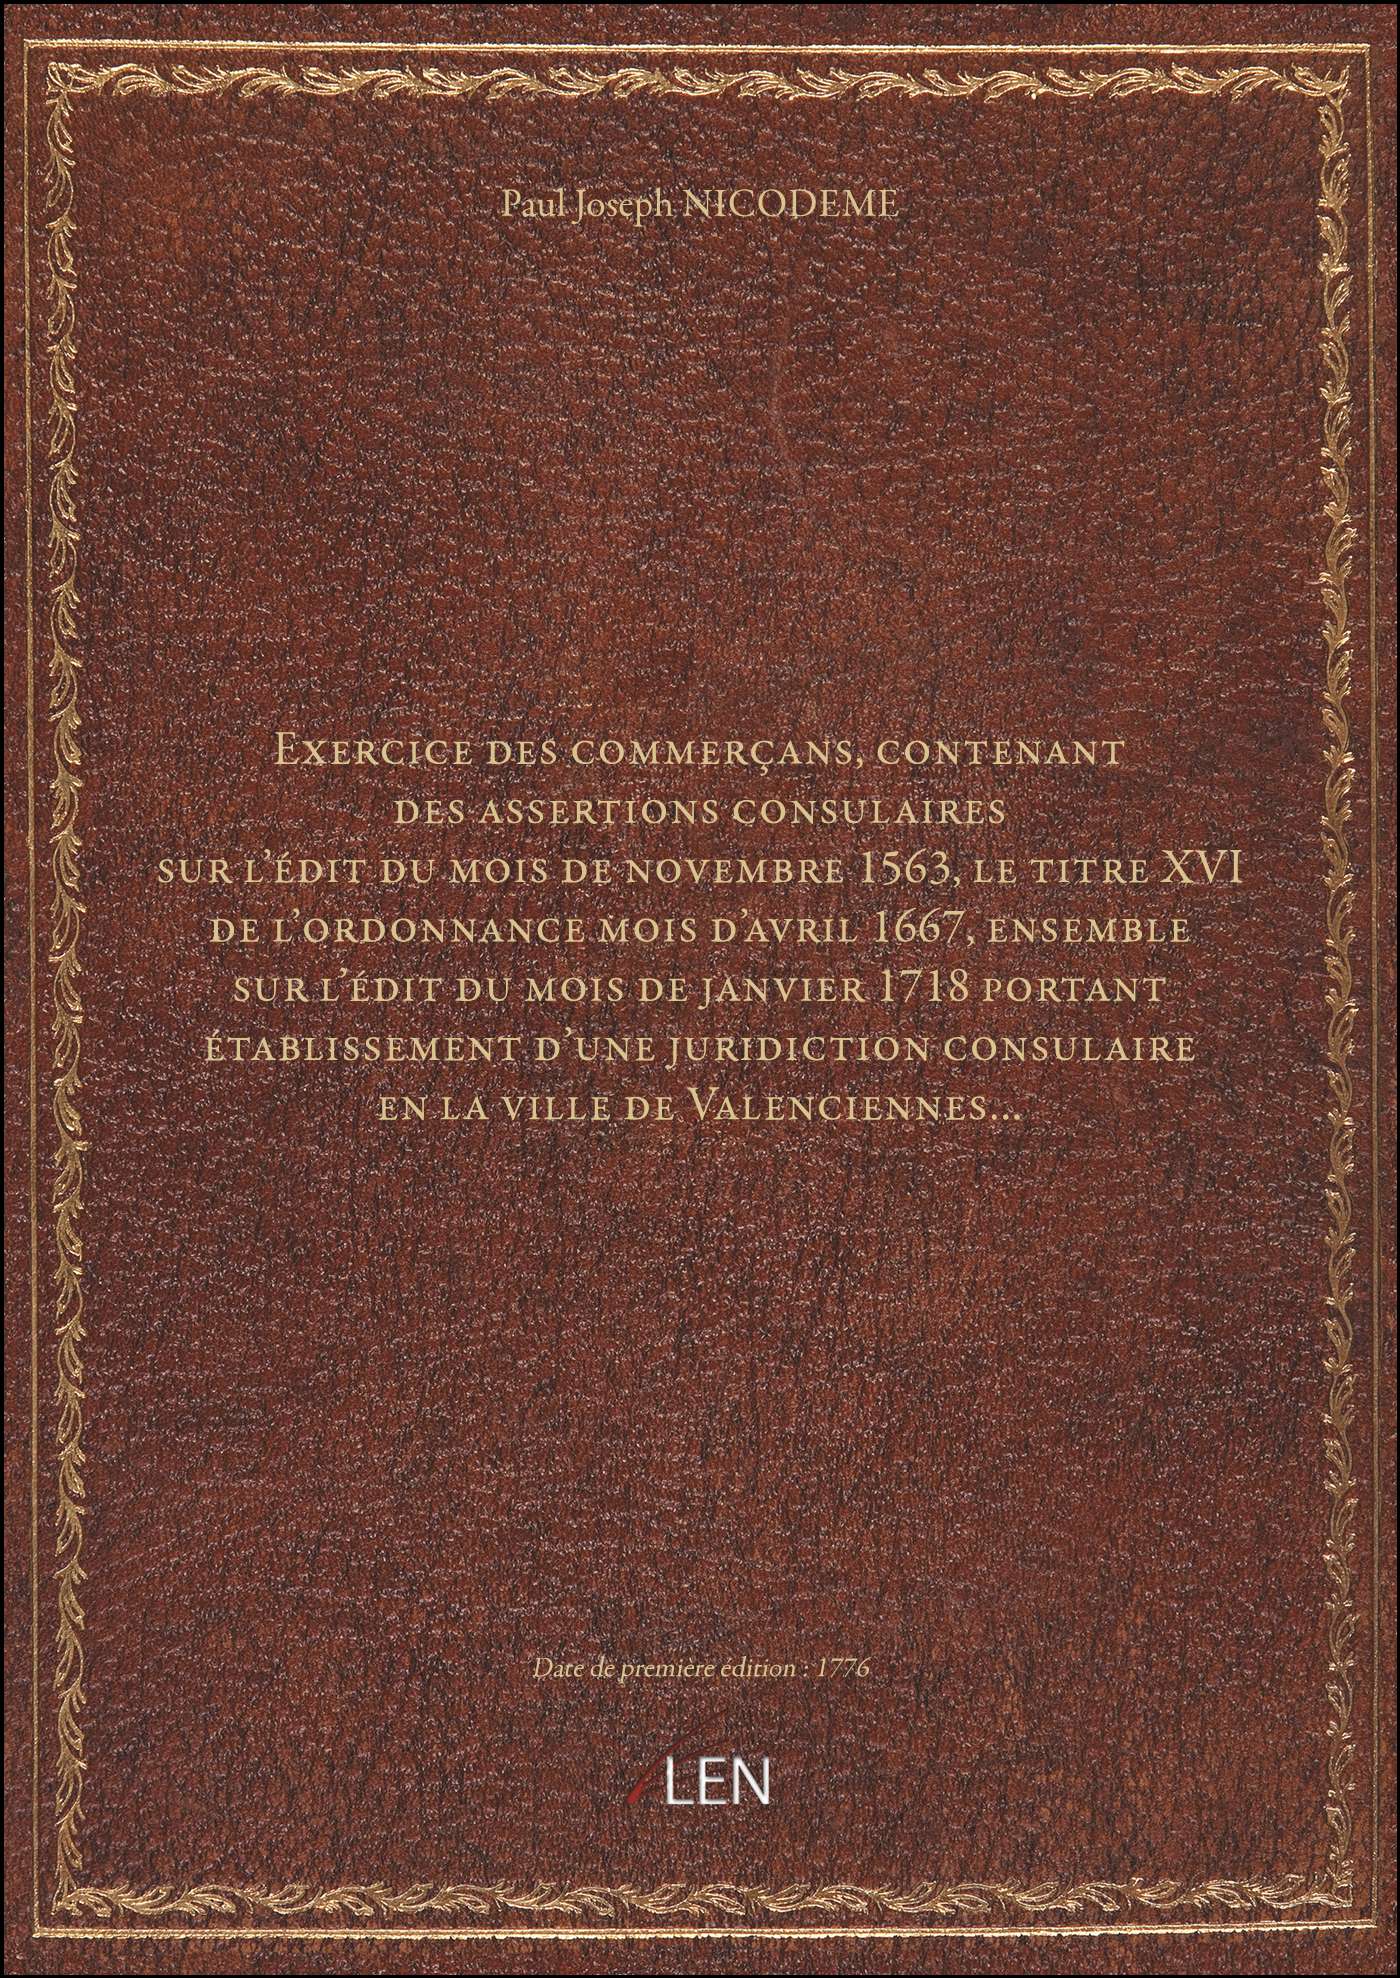 Paul Joseph NICODEME
Exercice des commerçans, contenant
des assertions consulaires
sur l’édit du mois de novembre 1563, le titre XVI
de l’ordonnance mois d’avril 1667, ensemble
sur l’édit du mois de janvier 1718 portant
établissement d’une juridiction consulaire
en la ville de Valenciennes...
Date de première édition : 1776
LEN